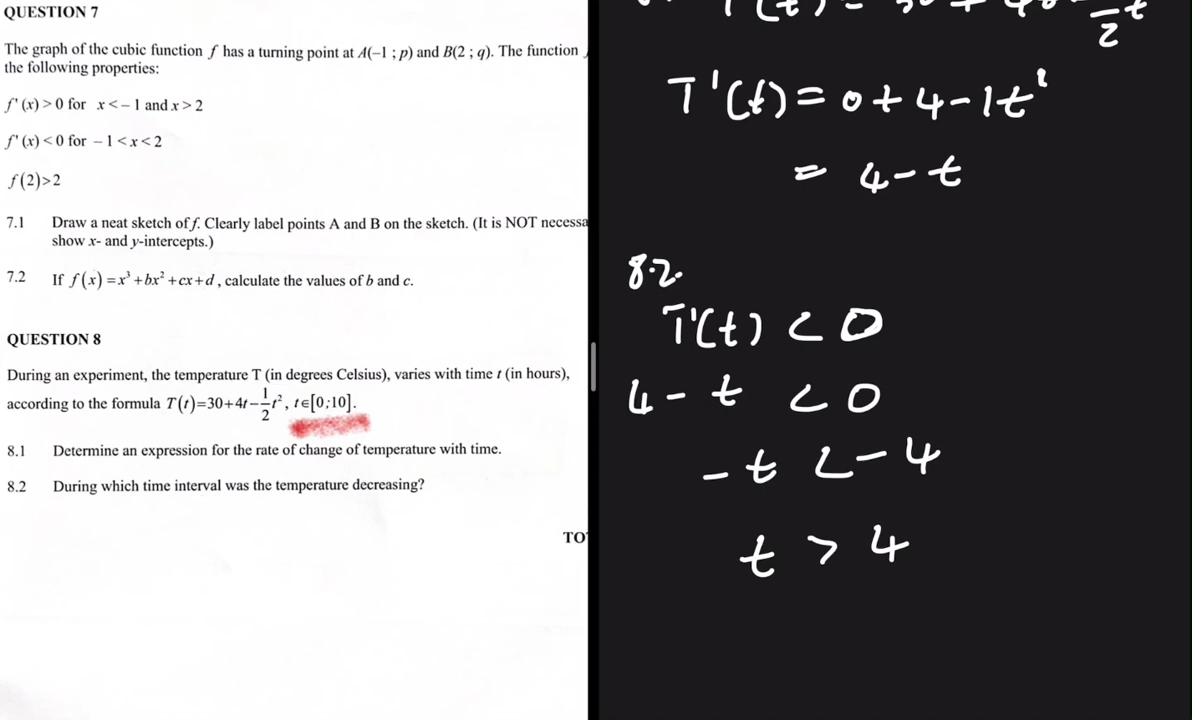 QUESTION 7
The graph of the cubic function f has a turning point at A(−1 ; p) and B(2 ; q). The function
the following properties:
f'(x) > 0 for x < −1 and x > 2
f'(x) < 0 for −1 < x < 2
f(2) > 2
7.1 Draw a neat sketch of f. Clearly label points A and B on the sketch. (It is NOT necessa
show x- and y-intercepts.)
7.2 If f(x) = x³ + bx² + cx + d, calculate the values of b and c.
QUESTION 8
During an experiment, the temperature T (in degrees Celsius), varies with time t (in hours),
according to the formula T(t) = 30 + 4t − 1/2 t², t ∈ [0;10].
8.1 Determine an expression for the rate of change of temperature with time.
8.2 During which time interval was the temperature decreasing?
TO
T'(t) = 0 + 4 − 1t¹
= 4 − t
8.2.
T'(t) < 0
4 − t < 0
−t < −4
t > 4